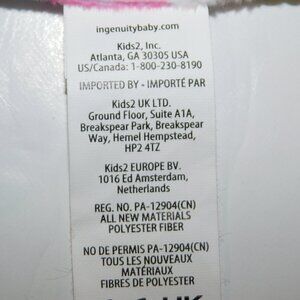 ingenuitybaby.com
Kids2, Inc.
Atlanta, GA 30305 USA
US/Canada: 1-800-230-8190
IMPORTED BY - IMPORTÉ PAR
Kids2 UK LTD.
Ground Floor, Suite A1A,
Breakspear Park, Breakspear
Way, Hemel Hempstead,
HP2 4TZ
Kids2 EUROPE BV.
1016 Ed Amsterdam,
Netherlands
REG. NO. PA-12904(CN)
ALL NEW MATERIALS
POLYESTER FIBER
NO DE PERMIS PA-12904(CN)
TOUS LES NOUVEAUX
MATÉRIAUX
FIBRES DE POLYESTER